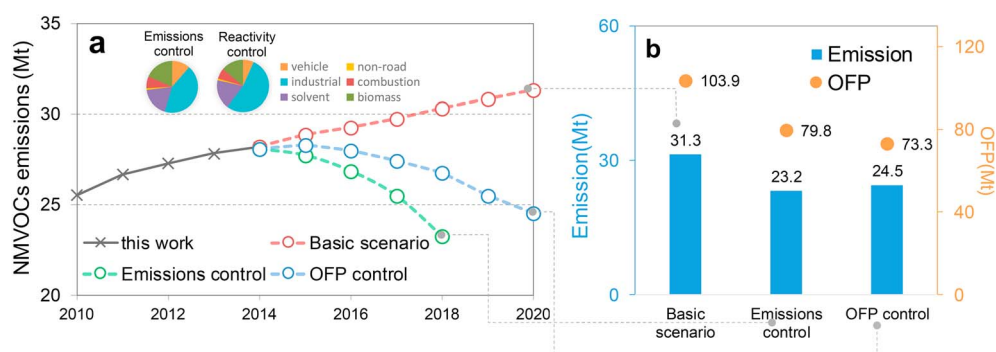 a
Emissions control
Reactivity control
vehicle
non-road
industrial
combustion
solvent
biomass
NMVOCs emissions (Mt)
35
30
25
20
this work
Basic scenario
Emissions control
OFP control
2010
2012
2014
2016
2018
2020
b
Emission
OFP
Emission(Mt)
60
30
0
OFP(Mt)
120
80
40
0
103.9
79.8
73.3
31.3
23.2
24.5
Basic scenario
Emissions control
OFP control